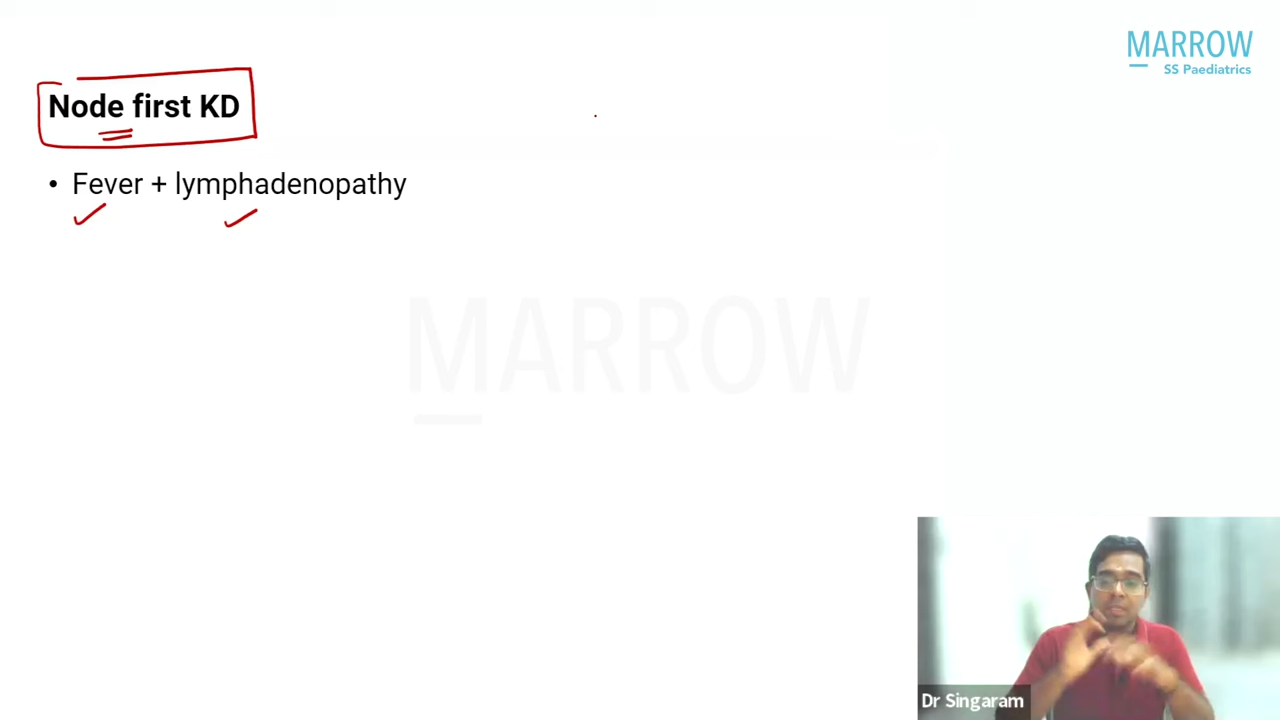 MARROW
SS Paediatrics
Node first KD
• Fever + lymphadenopathy
MARROW
Dr Singaram